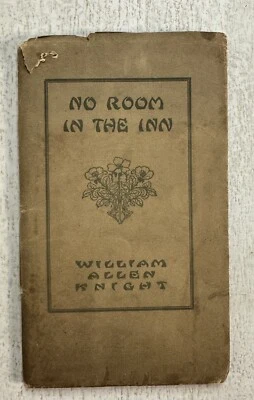 NO ROOM
IN THE INN
WILLIAM
ALLEN
KNIGHT